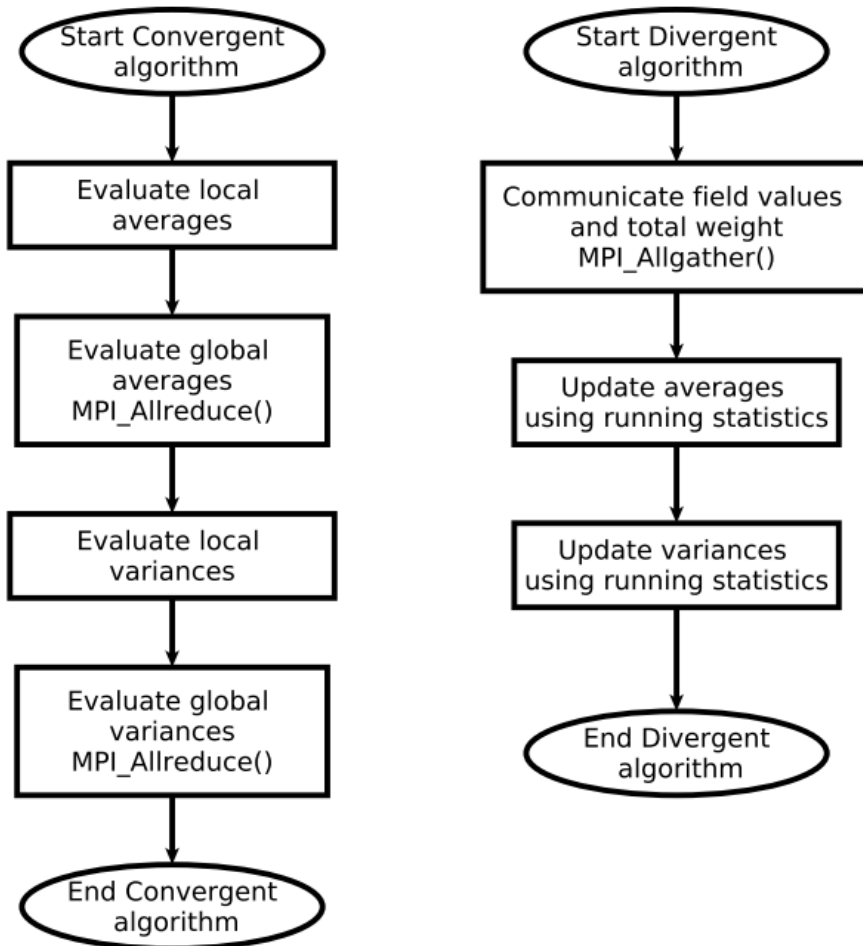 Start Convergent
algorithm
Evaluate local
averages
Evaluate global
averages
MPI_Allreduce()
Evaluate local
variances
Evaluate global
variances
MPI_Allreduce()
End Convergent
algorithm
Start Divergent
algorithm
Communicate field values
and total weight
MPI_Allgather()
Update averages
using running statistics
Update variances
using running statistics
End Divergent
algorithm